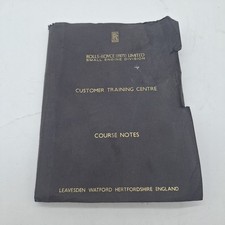 ROLLS-ROYCE (1971) LIMITED
SMALL ENGINE DIVISION
CUSTOMER TRAINING CENTRE
COURSE NOTES
LEAVESDEN WATFORD HERTFORDSHIRE ENGLAND